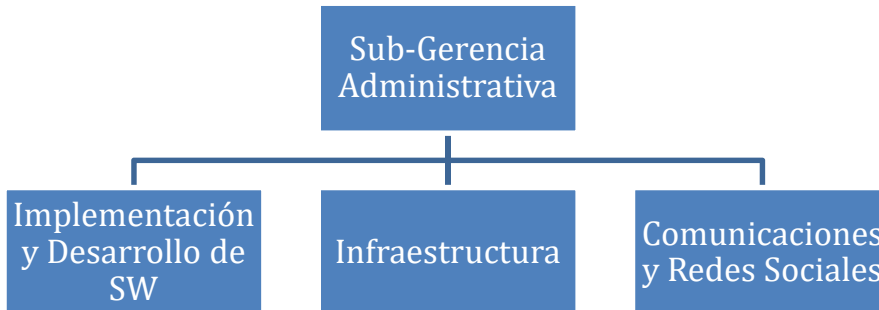 Sub-Gerencia
Administrativa
Implementación
y Desarrollo de
SW
Infraestructura
Comunicaciones
y Redes Sociales